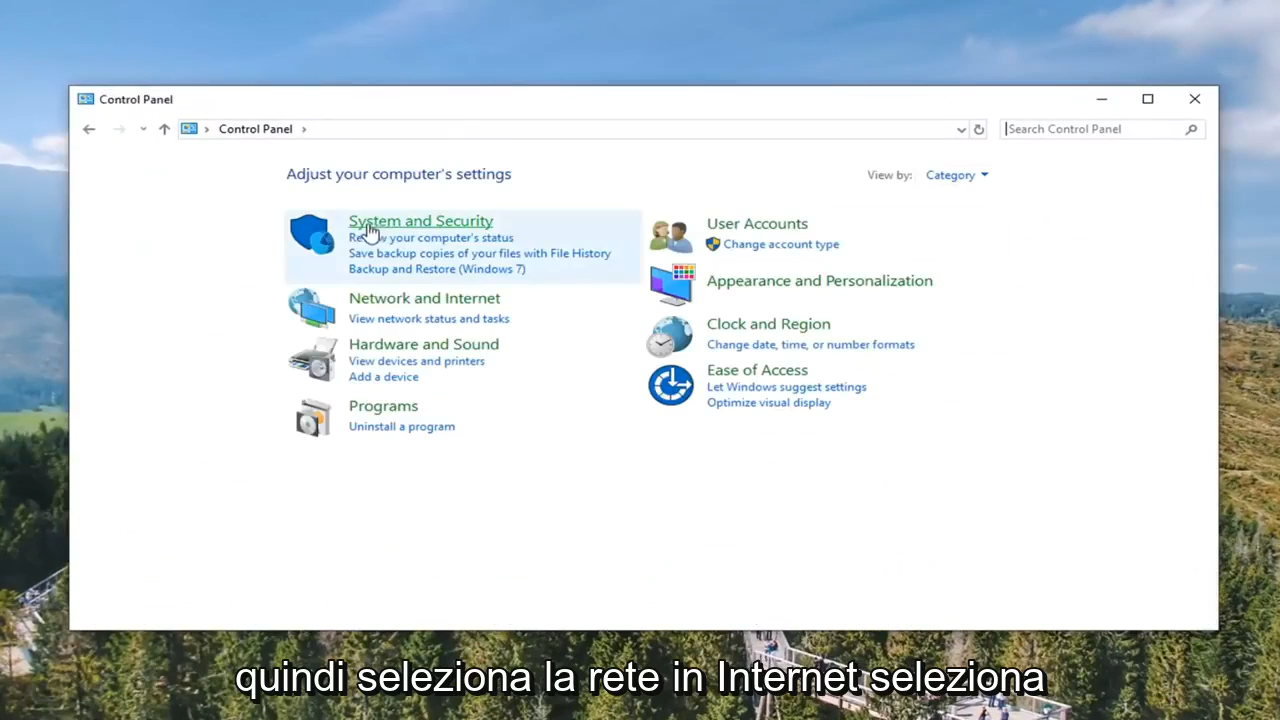 Control Panel
Control Panel
Search Control Panel
Adjust your computer's settings
View by: Category
System and Security
Review your computer's status
Save backup copies of your files with File History
Backup and Restore (Windows 7)
Network and Internet
View network status and tasks
Hardware and Sound
View devices and printers
Add a device
Programs
Uninstall a program
User Accounts
Change account type
Appearance and Personalization
Clock and Region
Change date, time, or number formats
Ease of Access
Let Windows suggest settings
Optimize visual display
quindi seleziona la rete in Internet seleziona